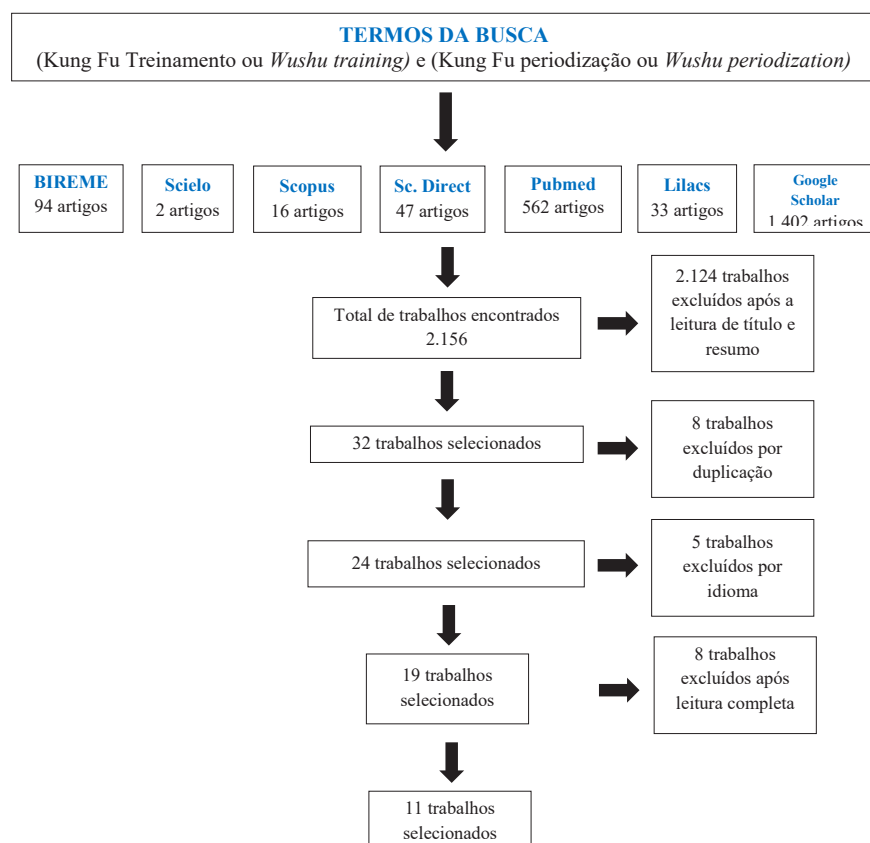 TERMOS DA BUSCA
(Kung Fu Treinamento ou Wushu training) e (Kung Fu periodização ou Wushu periodization)
BIREME
94 artigos
Scielo
2 artigos
Scopus
16 artigos
Sc. Direct
47 artigos
Pubmed
562 artigos
Lilacs
33 artigos
Google
Scholar
1.402 artigos
Total de trabalhos encontrados
2.156
2.124 trabalhos
excluídos após a
leitura de título e
resumo
32 trabalhos selecionados
8 trabalhos
excluídos por
duplicação
24 trabalhos selecionados
5 trabalhos
excluídos por
idioma
19 trabalhos
selecionados
8 trabalhos
excluídos após
leitura completa
11 trabalhos
selecionados